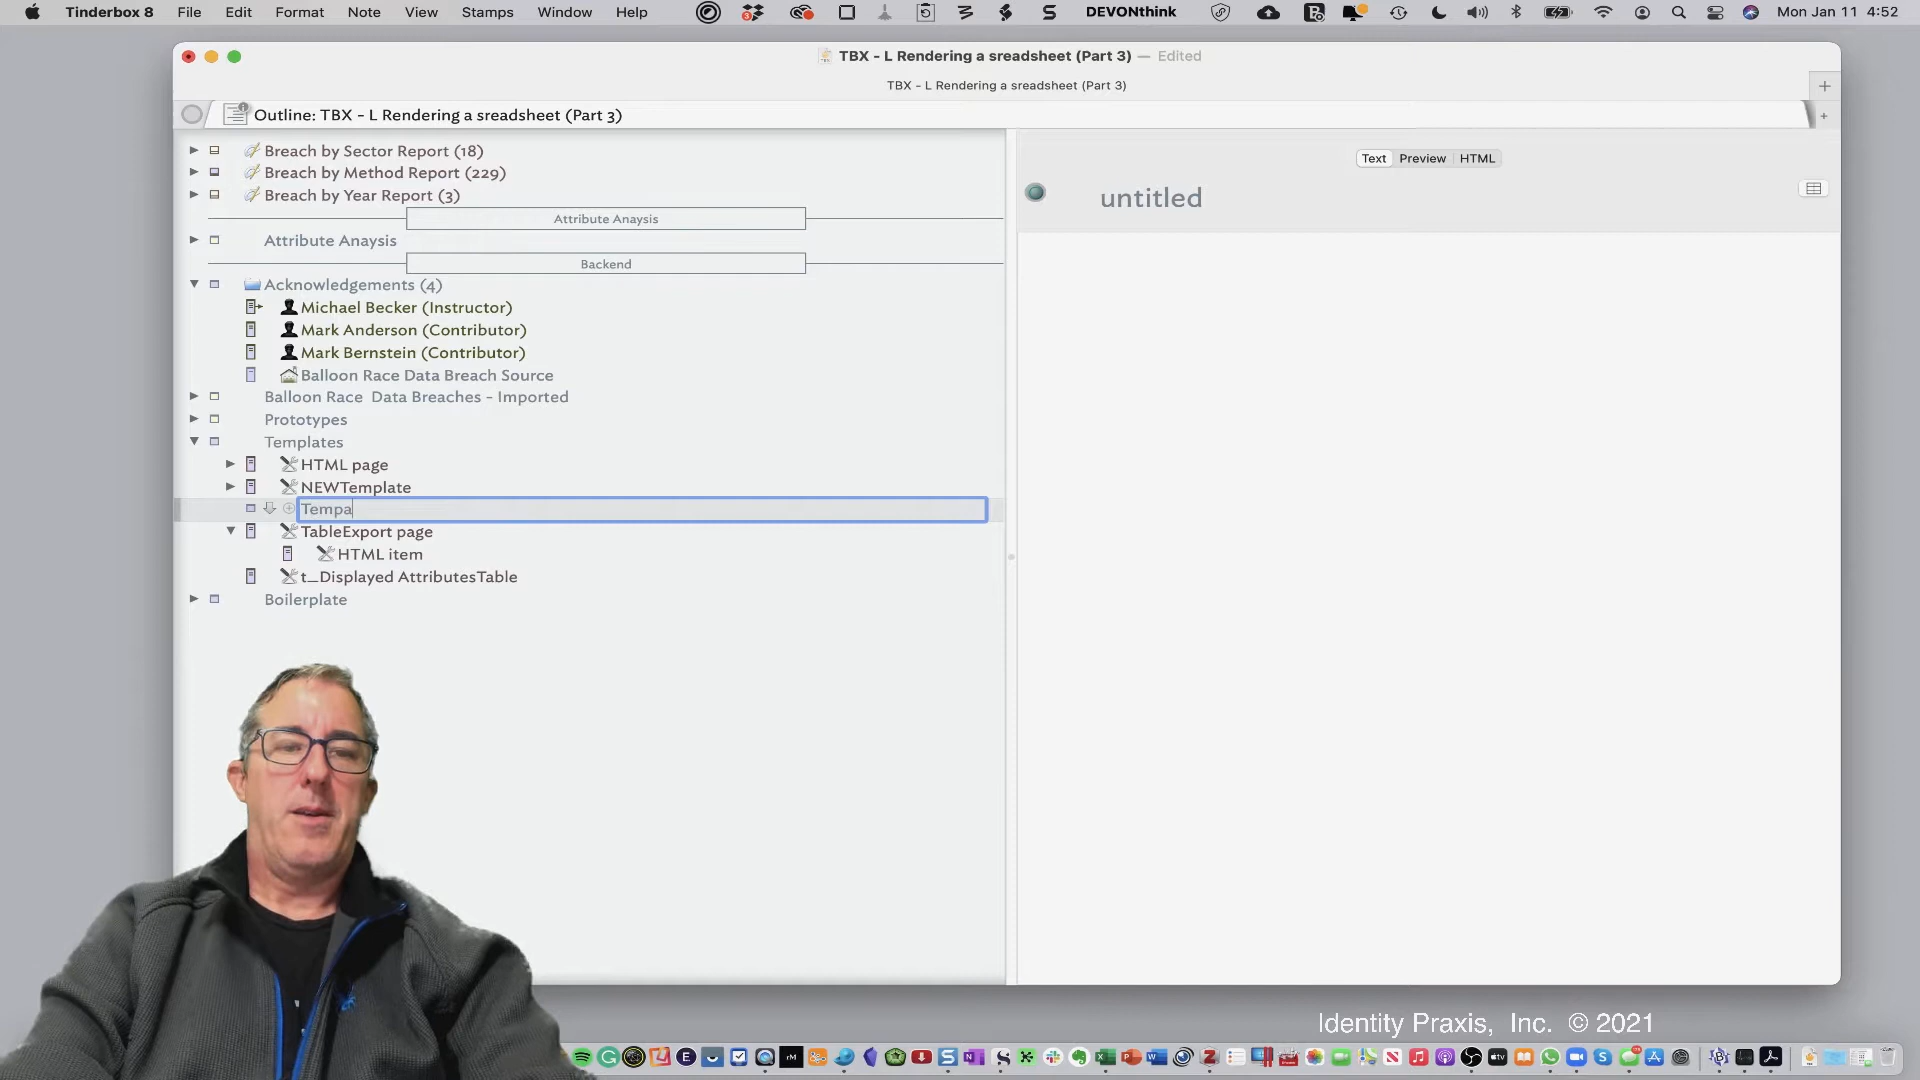 Tinderbox 8 File Edit Format Note View Stamps Window Help DEVONthink Mon Jan 11 4:52
TBX - L Rendering a sreadsheet (Part 3) — Edited
TBX - L Rendering a sreadsheet (Part 3)
Outline: TBX - L Rendering a sreadsheet (Part 3)
Breach by Sector Report (18)
Breach by Method Report (229)
Breach by Year Report (3)
Attribute Anaysis
Attribute Anaysis
Backend
Acknowledgements (4)
Michael Becker (Instructor)
Mark Anderson (Contributor)
Mark Bernstein (Contributor)
Balloon Race Data Breach Source
Balloon Race Data Breaches - Imported
Prototypes
Templates
HTML page
NEWTemplate
Tempa
TableExport page
HTML item
t_Displayed AttributesTable
Boilerplate
Text Preview HTML
untitled
Identity Praxis, Inc. © 2021